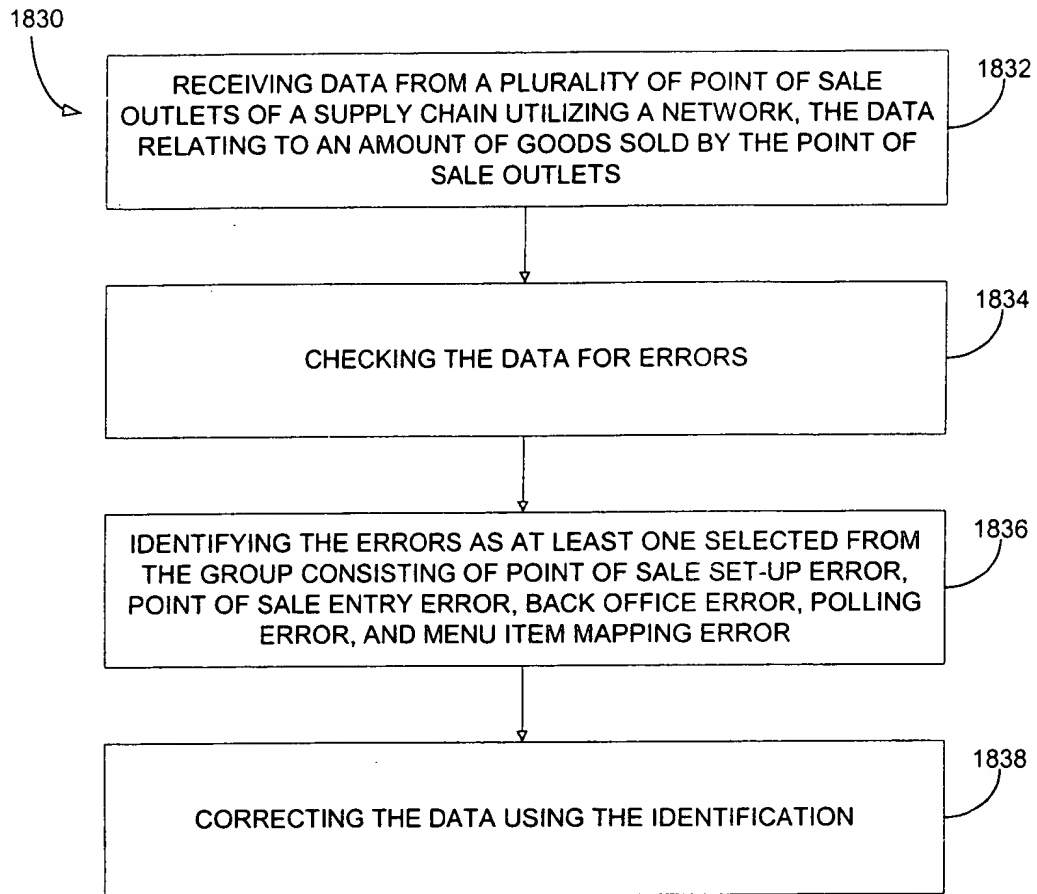 1830
RECEIVING DATA FROM A PLURALITY OF POINT OF SALE
OUTLETS OF A SUPPLY CHAIN UTILIZING A NETWORK, THE DATA
RELATING TO AN AMOUNT OF GOODS SOLD BY THE POINT OF
SALE OUTLETS
1832
CHECKING THE DATA FOR ERRORS
1834
IDENTIFYING THE ERRORS AS AT LEAST ONE SELECTED FROM
THE GROUP CONSISTING OF POINT OF SALE SET-UP ERROR,
POINT OF SALE ENTRY ERROR, BACK OFFICE ERROR, POLLING
ERROR, AND MENU ITEM MAPPING ERROR
1836
CORRECTING THE DATA USING THE IDENTIFICATION
1838